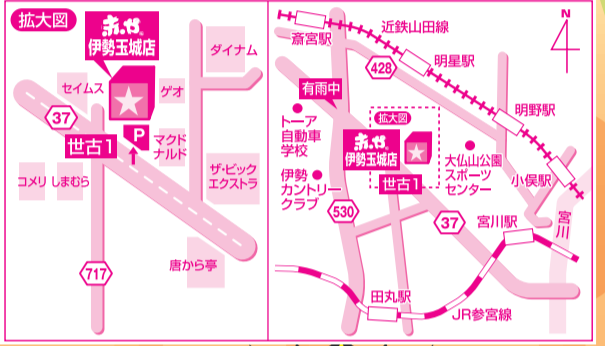 拡大図
赤から
伊勢玉城店
ダイナム
セイムス
ゲオ
37
P
世古1
マクド
ナルド
コメリ
しまむら
ザ・ビック
エクストラ
唐から亭
717
N
斎宮駅
近鉄山田線
428
明星駅
有雨中
明野駅
トーア
自動車
学校
拡大図
赤から
伊勢玉城店
大仏山公園
スポーツ
センター
伊勢
カントリー
クラブ
世古1
小俣駅
530
37
宮川駅
宮川
田丸駅
JR参宮線